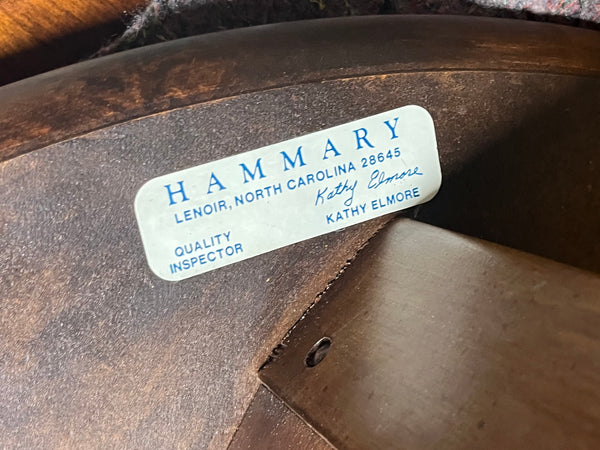 HAMMARY
LENOIR, NORTH CAROLINA 28645
Kathy Elmore
QUALITY KATHY ELMORE
INSPECTOR